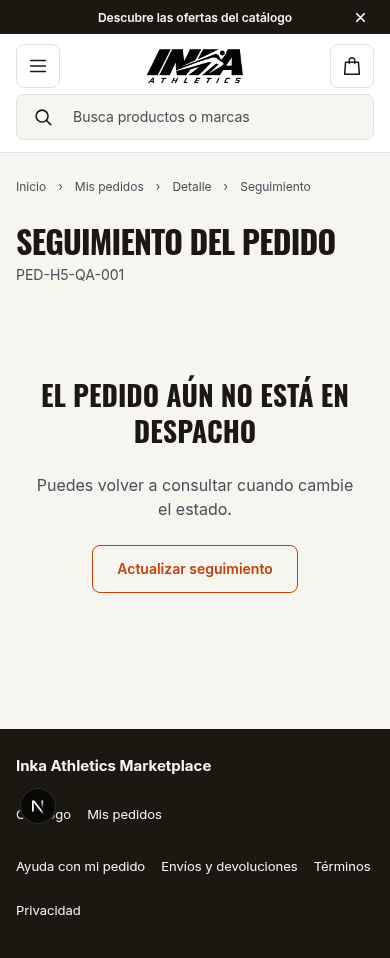 Descubre las ofertas del catálogo
INKA
ATHLETICS
Busca productos o marcas
Inicio › Mis pedidos › Detalle › Seguimiento
SEGUIMIENTO DEL PEDIDO
PED-H5-QA-001
EL PEDIDO AÚN NO ESTÁ EN
DESPACHO
Puedes volver a consultar cuando cambie
el estado.
Actualizar seguimiento
Inka Athletics Marketplace
Mis pedidos
Ayuda con mi pedido Envíos y devoluciones Términos
Privacidad